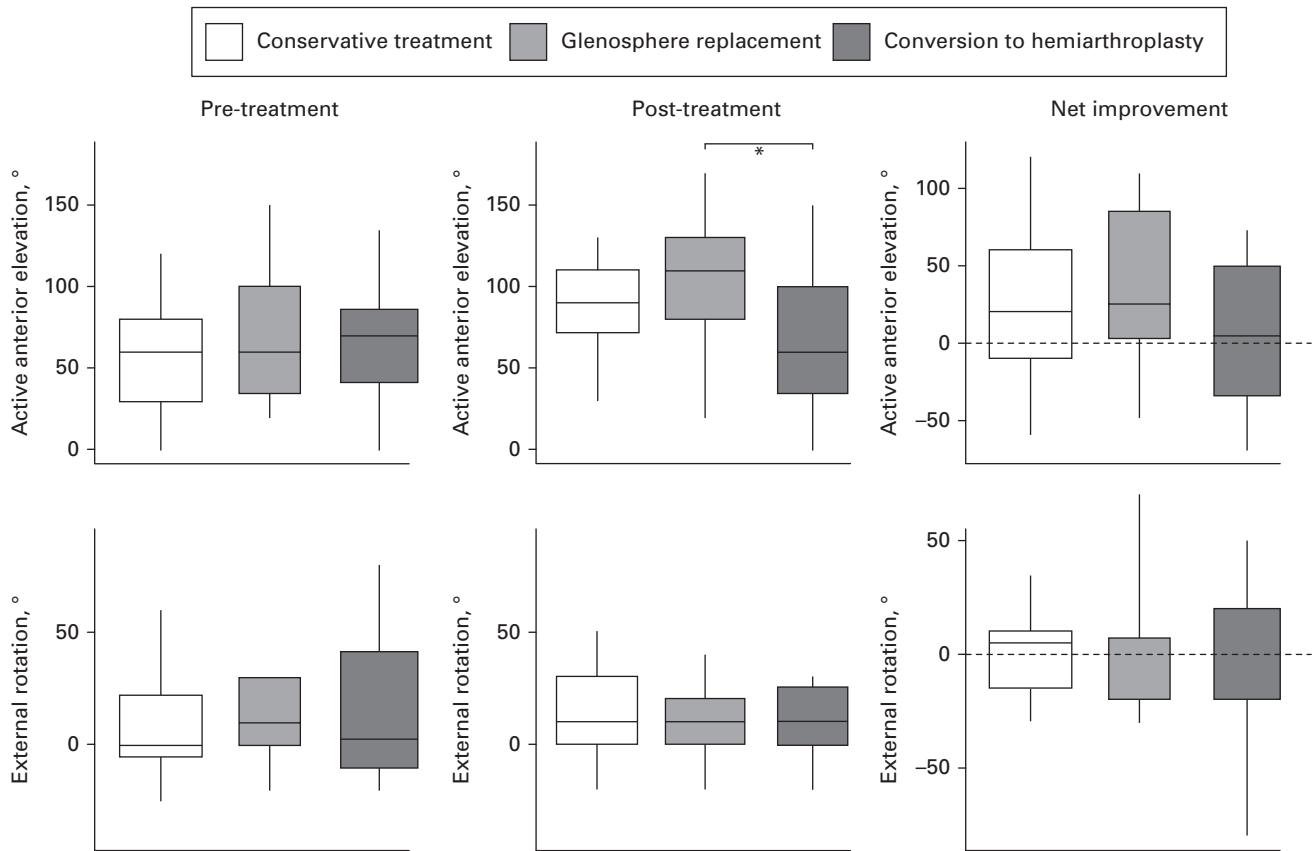 Conservative treatment Glenosphere replacement Conversion to hemiarthroplasty
Pre-treatment
Post-treatment
Net improvement
Active anterior elevation, °
150
100
50
0
Active anterior elevation, °
150
100
50
0
*
Active anterior elevation, °
100
50
0
–50
External rotation, °
50
0
External rotation, °
50
0
External rotation, °
50
0
–50